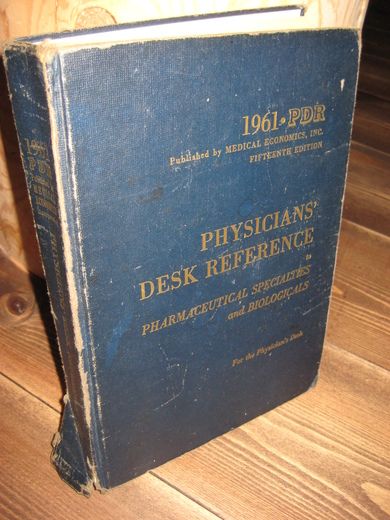 1961 · PDR
Published by MEDICAL ECONOMICS, INC.
FIFTEENTH EDITION
PHYSICIANS'
DESK REFERENCE
to
PHARMACEUTICAL SPECIALTIES
and BIOLOGICALS
For the Physician's Desk
PDR